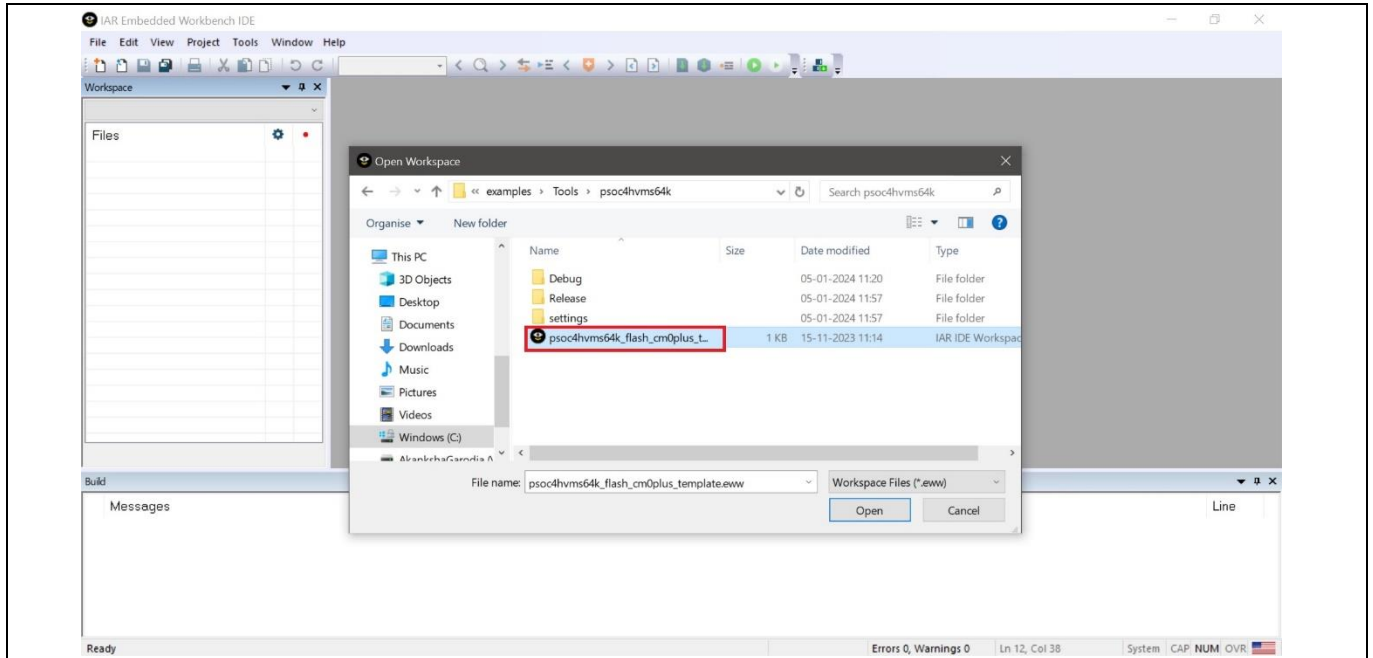 IAR Embedded Workbench IDE
File Edit View Project Tools Window Help
Workspace
Files
Open Workspace
« examples › Tools › psoc4hvms64k
Search psoc4hvms64k
Organise New folder
Name Size Date modified Type
This PC
3D Objects
Desktop
Documents
Downloads
Music
Pictures
Videos
Windows (C:)
Debug 05-01-2024 11:20 File folder
Release 05-01-2024 11:57 File folder
settings 05-01-2024 11:57 File folder
psoc4hvms64k_flash_cm0plus_t... 1 KB 15-11-2023 11:14 IAR IDE Workspac
File name: psoc4hvms64k_flash_cm0plus_template.eww Workspace Files (*.eww)
Open Cancel
Build
Messages Line
Ready Errors 0, Warnings 0 Ln 12, Col 38 System CAP NUM OVR